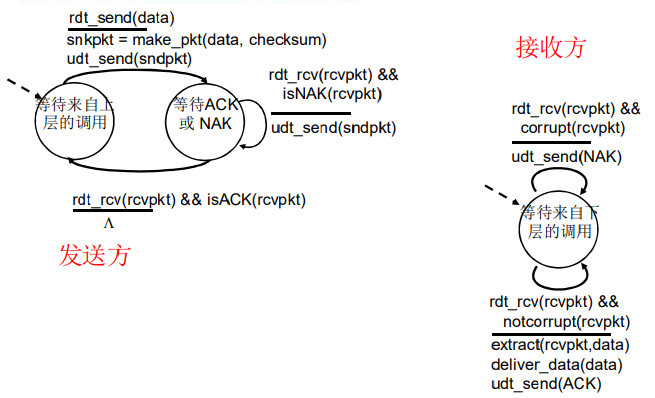 rdt_send(data)
snkpkt = make_pkt(data, checksum)
udt_send(sndpkt)
等待来自上
层的调用
等待ACK
或 NAK
rdt_rcv(rcvpkt) &&
isNAK(rcvpkt)
udt_send(sndpkt)
rdt_rcv(rcvpkt) && isACK(rcvpkt)
Λ
发送方
接收方
rdt_rcv(rcvpkt) &&
corrupt(rcvpkt)
udt_send(NAK)
等待来自下
层的调用
rdt_rcv(rcvpkt) &&
notcorrupt(rcvpkt)
extract(rcvpkt,data)
deliver_data(data)
udt_send(ACK)